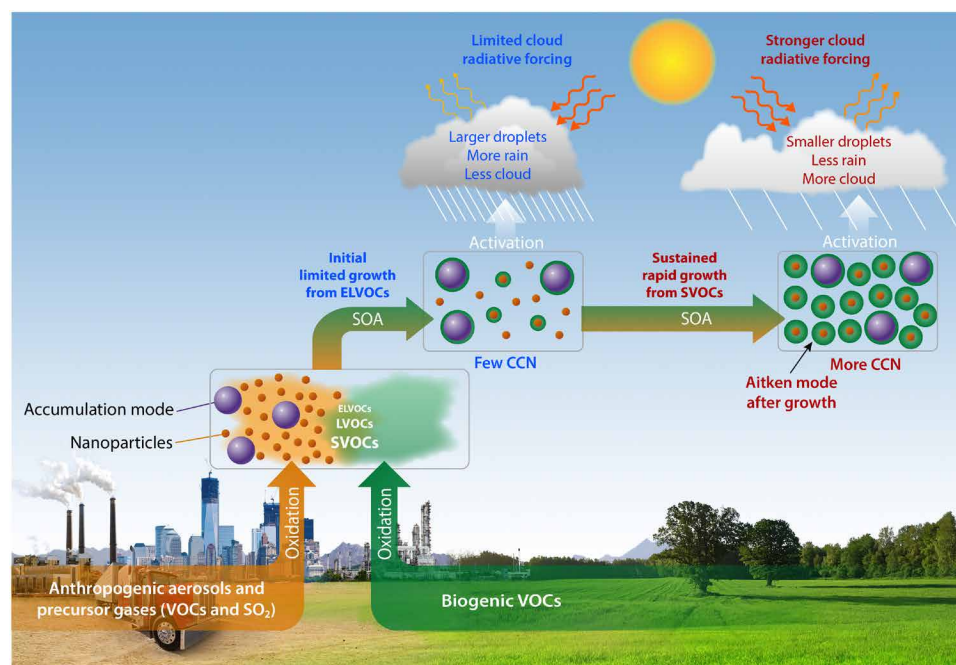 Limited cloud
radiative forcing
Stronger cloud
radiative forcing
Larger droplets
More rain
Less cloud
Smaller droplets
Less rain
More cloud
Activation
Activation
Initial
limited growth
from ELVOCs
SOA
Sustained
rapid growth
from SVOCs
SOA
Few CCN
More CCN
Aitken mode
after growth
Accumulation mode
Nanoparticles
ELVOCs
LVOCs
SVOCs
Oxidation
Oxidation
Anthropogenic aerosols and
precursor gases (VOCs and SO₂)
Biogenic VOCs